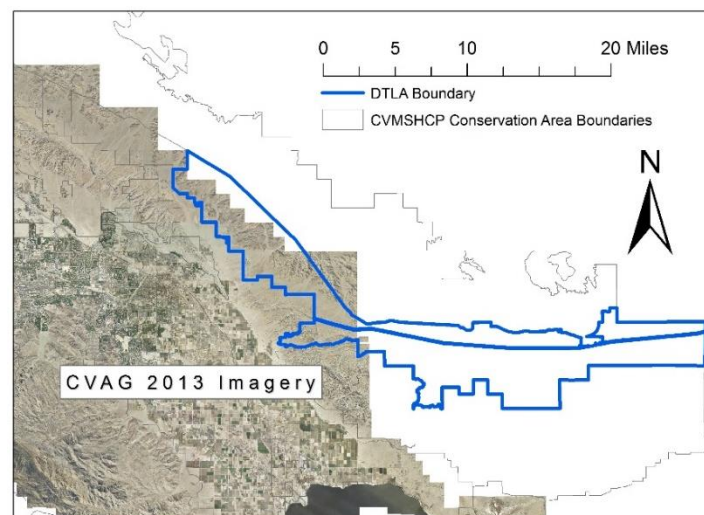 0 5 10 20 Miles
DTLA Boundary
CVMSHCP Conservation Area Boundaries
N
CVAG 2013 Imagery